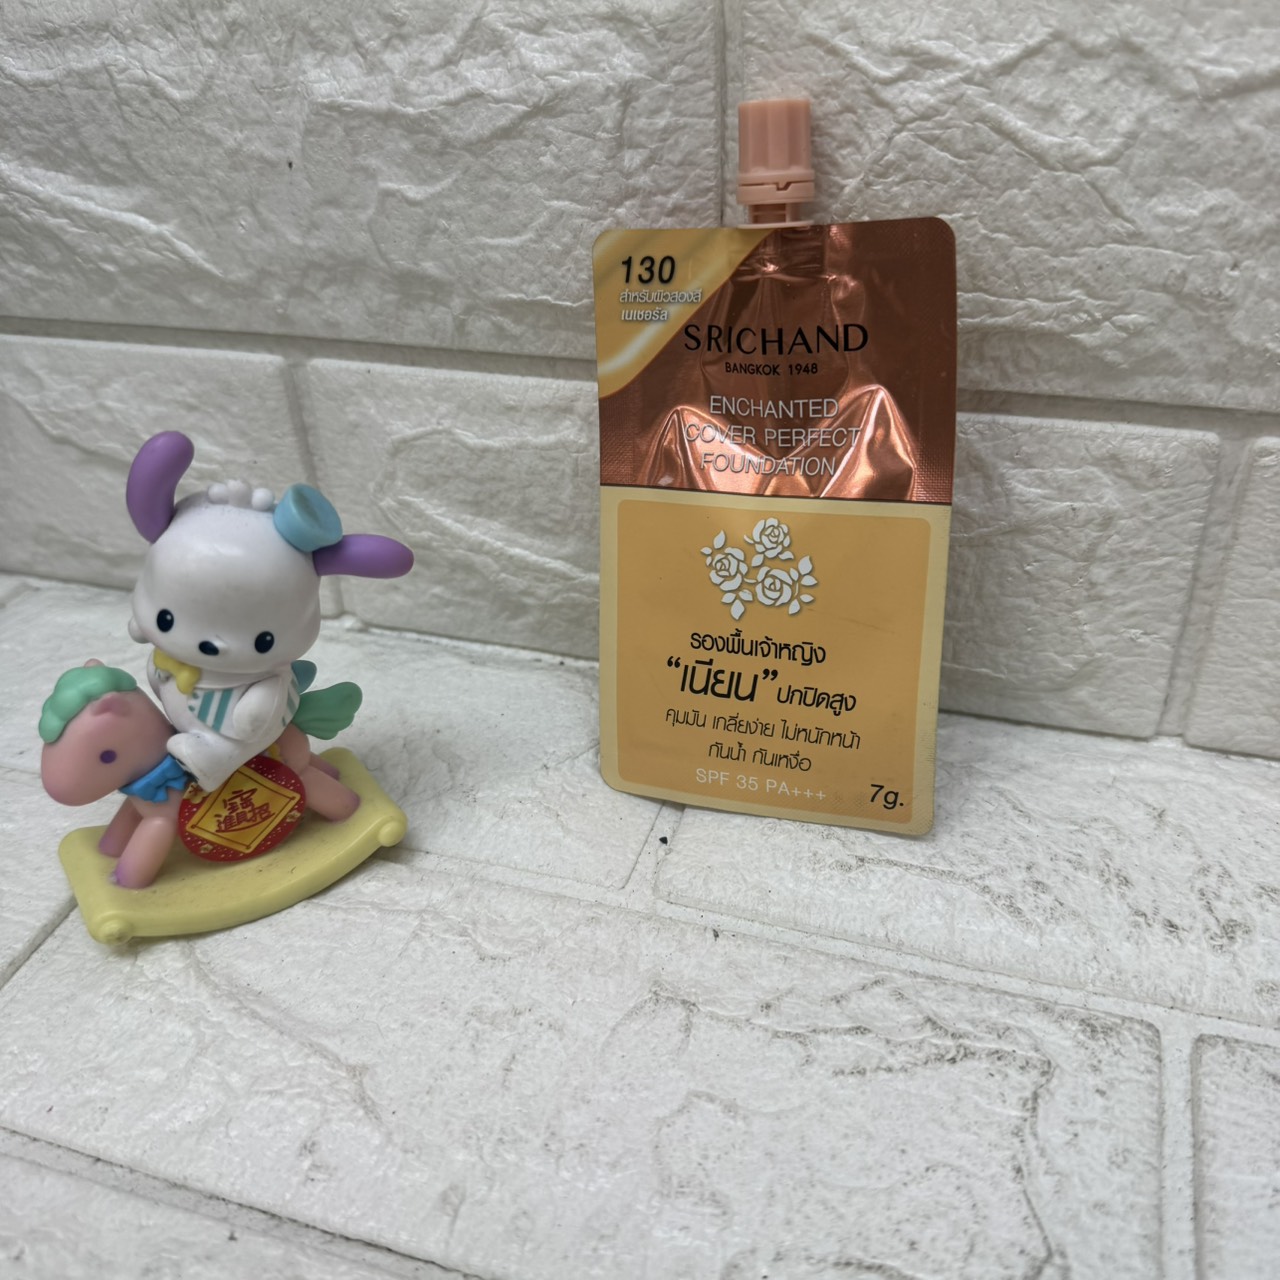 130
สำหรับผิวสองสี
เนเชอรัล
SRICHAND
BANGKOK 1948
ENCHANTED
COVER PERFECT
FOUNDATION
รองพื้นเจ้าหญิง
“เนียน” ปกปิดสูง
คุมมัน เกลี่ยง่าย ไม่หนักหน้า
กันน้ำ กันเหงื่อ
SPF 35 PA+++
7g.